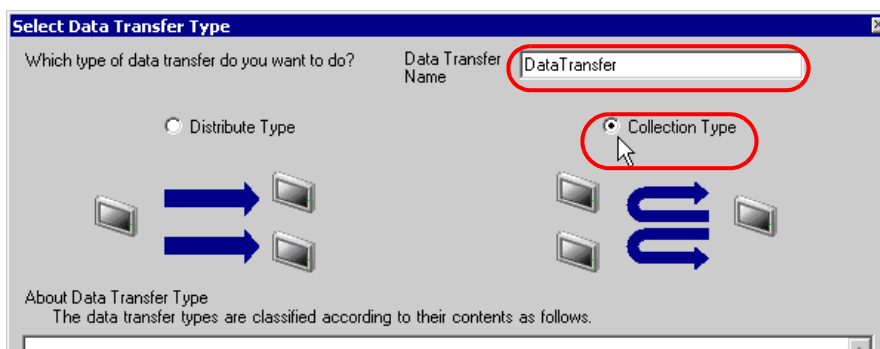 Select Data Transfer Type
Which type of data transfer do you want to do?
Data Transfer
Name
DataTransfer
Distribute Type
Collection Type
About Data Transfer Type
The data transfer types are classified according to their contents as follows.